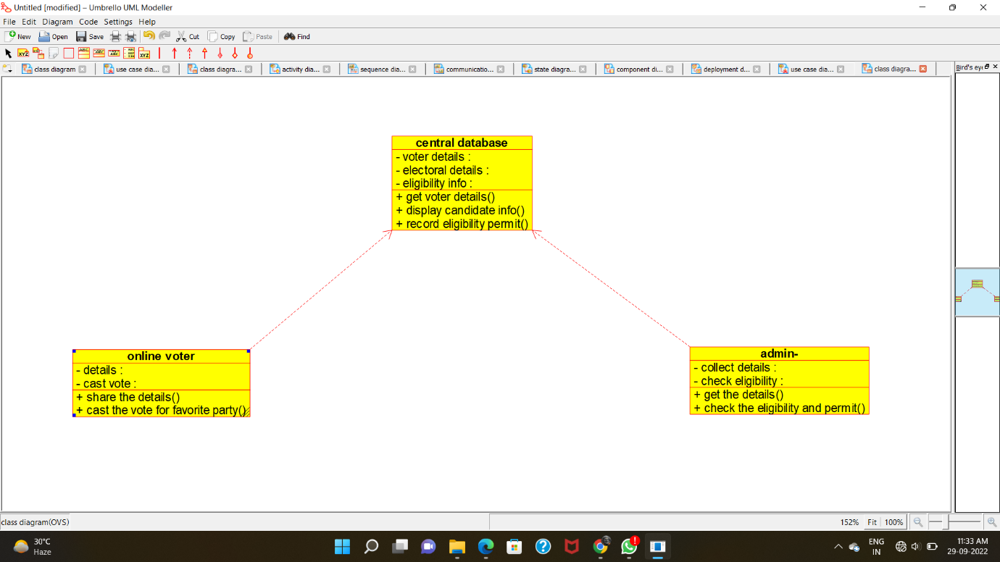 Untitled [modified] – Umbrello UML Modeller
File Edit Diagram Code Settings Help
New Open Save Cut Copy Paste Find
class diagram use case dia... class diagra... activity dia... sequence dia... communicatio... state diagra... component di... deployment d... use case dia... class diagra... Bird's eye
central database
- voter details :
- electoral details :
- eligibility info :
+ get voter details()
+ display candidate info()
+ record eligibility permit()
online voter
- details :
- cast vote :
+ share the details()
+ cast the vote for favorite party()
admin-
- collect details :
- check eligibility :
+ get the details()
+ check the eligibility and permit()
class diagram(OVS)
152% Fit 100%
30°C
Haze
ENG
IN
11:33 AM
29-09-2022